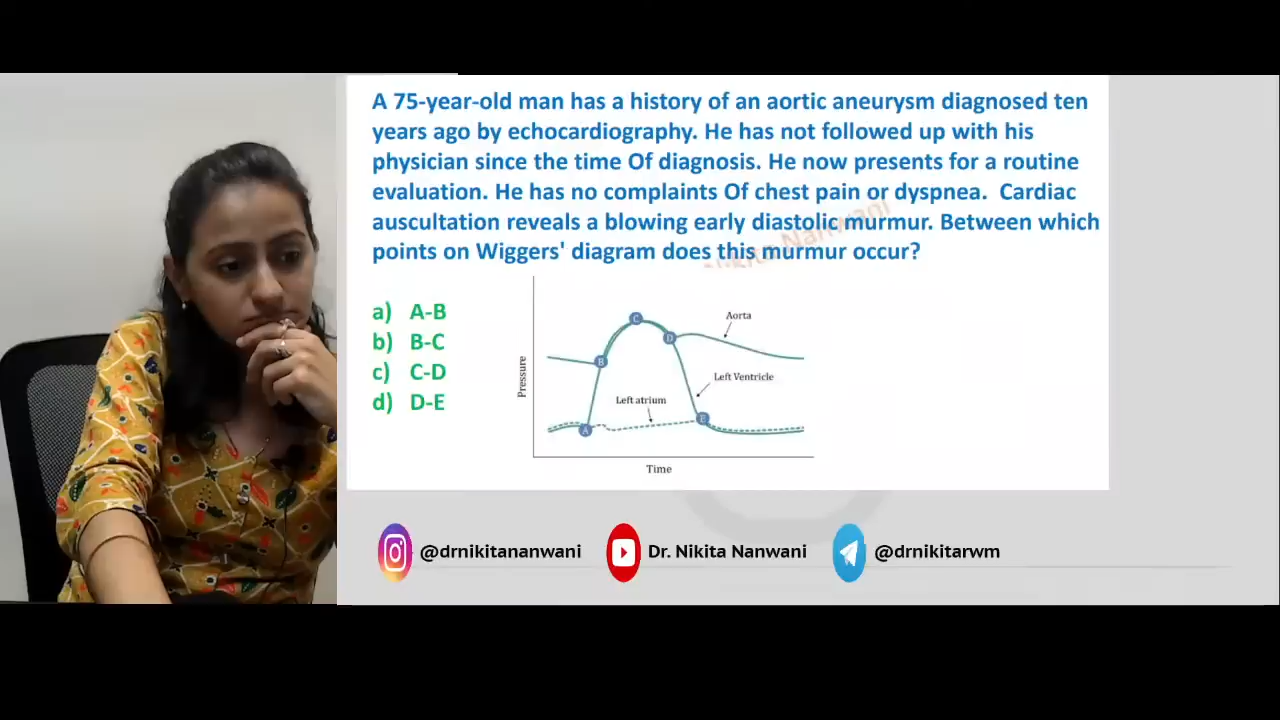 A 75-year-old man has a history of an aortic aneurysm diagnosed ten
years ago by echocardiography. He has not followed up with his
physician since the time Of diagnosis. He now presents for a routine
evaluation. He has no complaints Of chest pain or dyspnea. Cardiac
auscultation reveals a blowing early diastolic murmur. Between which
points on Wiggers' diagram does this murmur occur?
Nikita Nanwani
a) A-B
b) B-C
c) C-D
d) D-E
Pressure
C
Aorta
D
B
Left Ventricle
Left atrium
E
A
Time
@drnikitananwani
Dr. Nikita Nanwani
@drnikitarwm